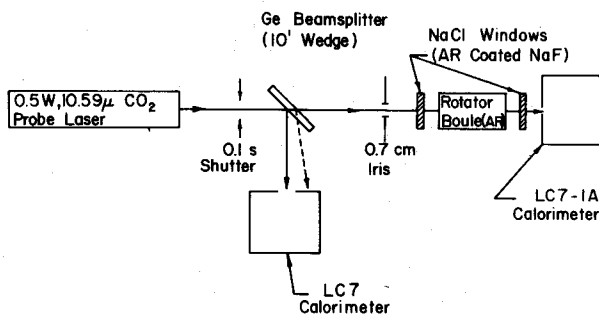 Ge Beamsplitter
(10' Wedge)
NaCl Windows
(AR Coated NaF)
0.5W,10.59μ CO2
Probe Laser
0.1 s
Shutter
0.7 cm
Iris
Rotator
Boule(AR)
LC7-1A
Calorimeter
LC7
Calorimeter